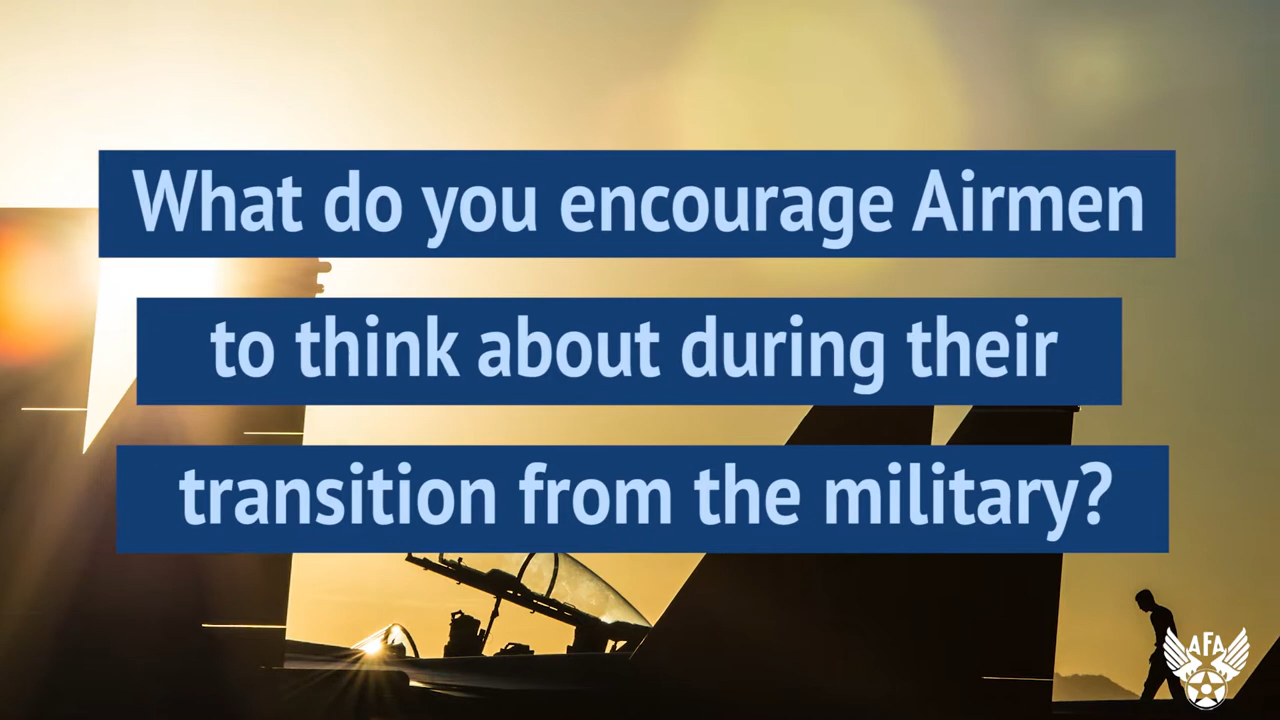 What do you encourage Airmen
to think about during their
transition from the military?
AFA